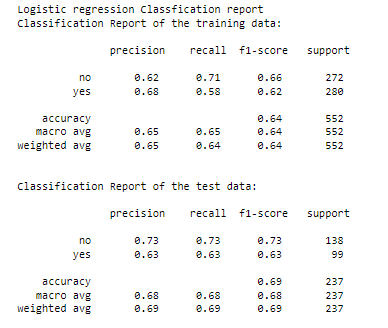 Logistic regression Classfication report
Classification Report of the training data:
precision recall f1-score support
no 0.62 0.71 0.66 272
yes 0.68 0.58 0.62 280
accuracy 0.64 552
macro avg 0.65 0.65 0.64 552
weighted avg 0.65 0.64 0.64 552
Classification Report of the test data:
precision recall f1-score support
no 0.73 0.73 0.73 138
yes 0.63 0.63 0.63 99
accuracy 0.69 237
macro avg 0.68 0.68 0.68 237
weighted avg 0.69 0.69 0.69 237